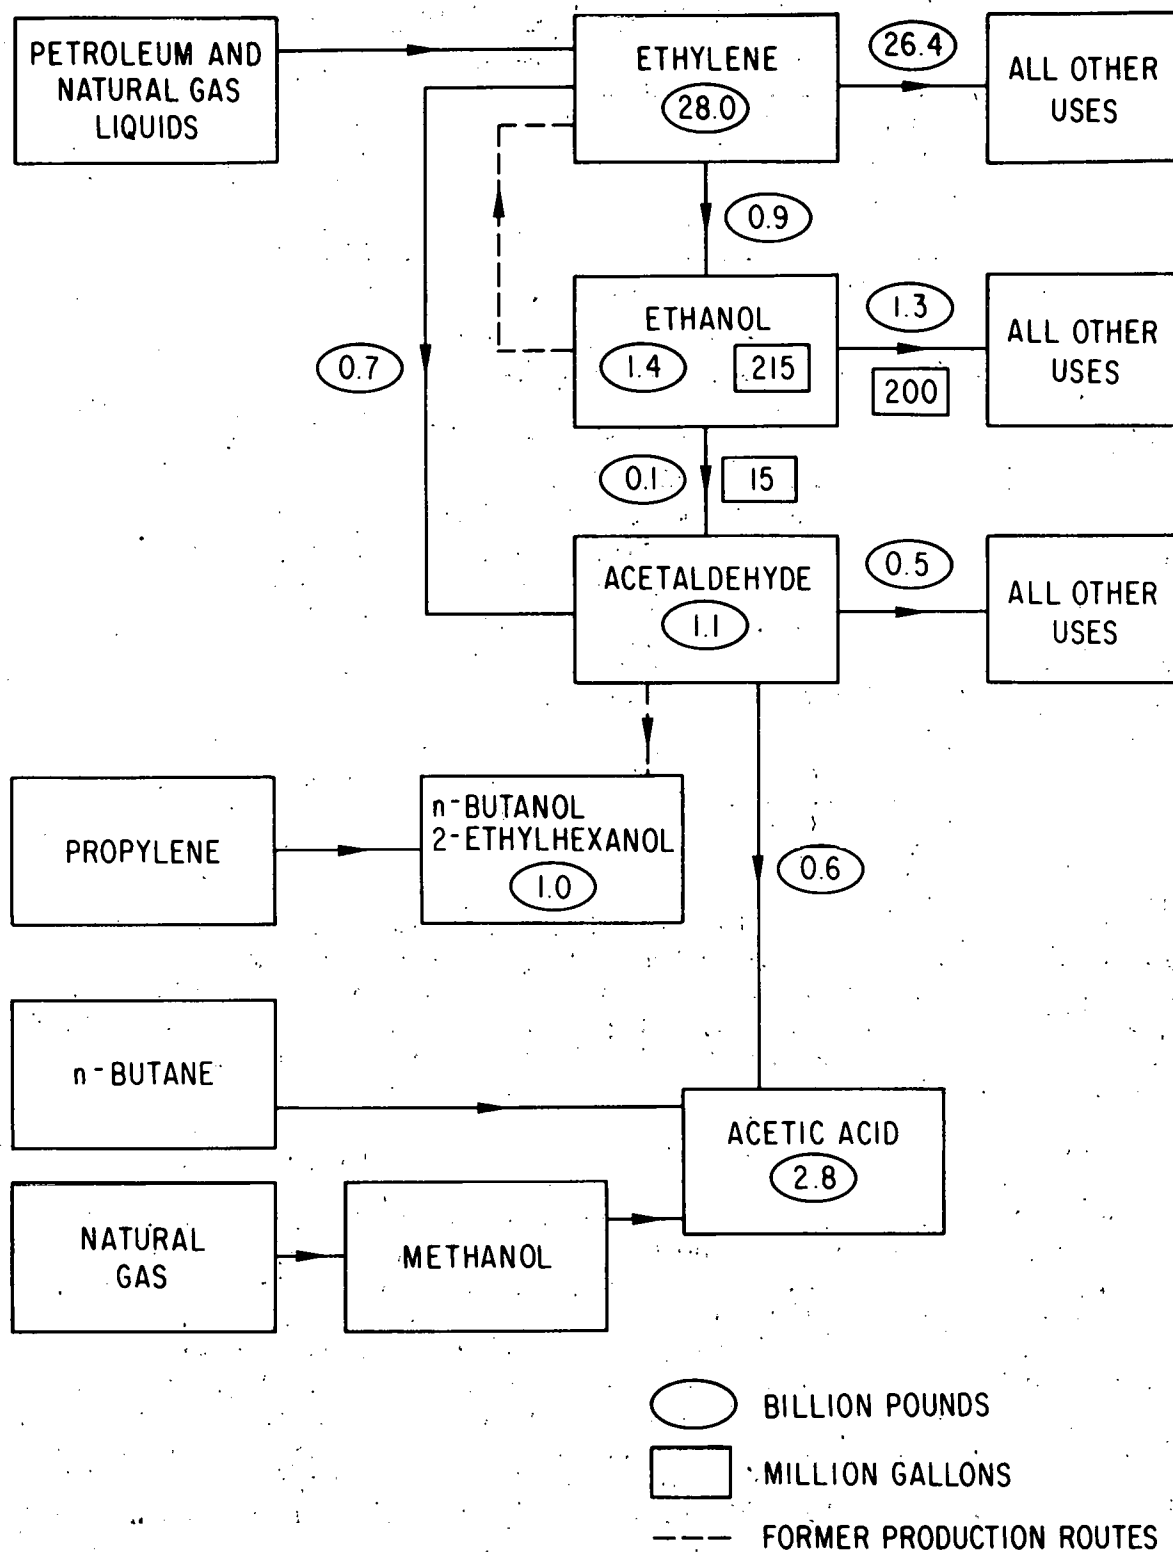 PETROLEUM AND
NATURAL GAS
LIQUIDS
ETHYLENE
28.0
26.4
ALL OTHER
USES
0.9
ETHANOL
1.4
215
1.3
200
ALL OTHER
USES
0.7
0.1
15
ACETALDEHYDE
1.1
0.5
ALL OTHER
USES
PROPYLENE
n-BUTANOL
2-ETHYLHEXANOL
1.0
0.6
n-BUTANE
ACETIC ACID
2.8
NATURAL
GAS
METHANOL
BILLION POUNDS
MILLION GALLONS
FORMER PRODUCTION ROUTES